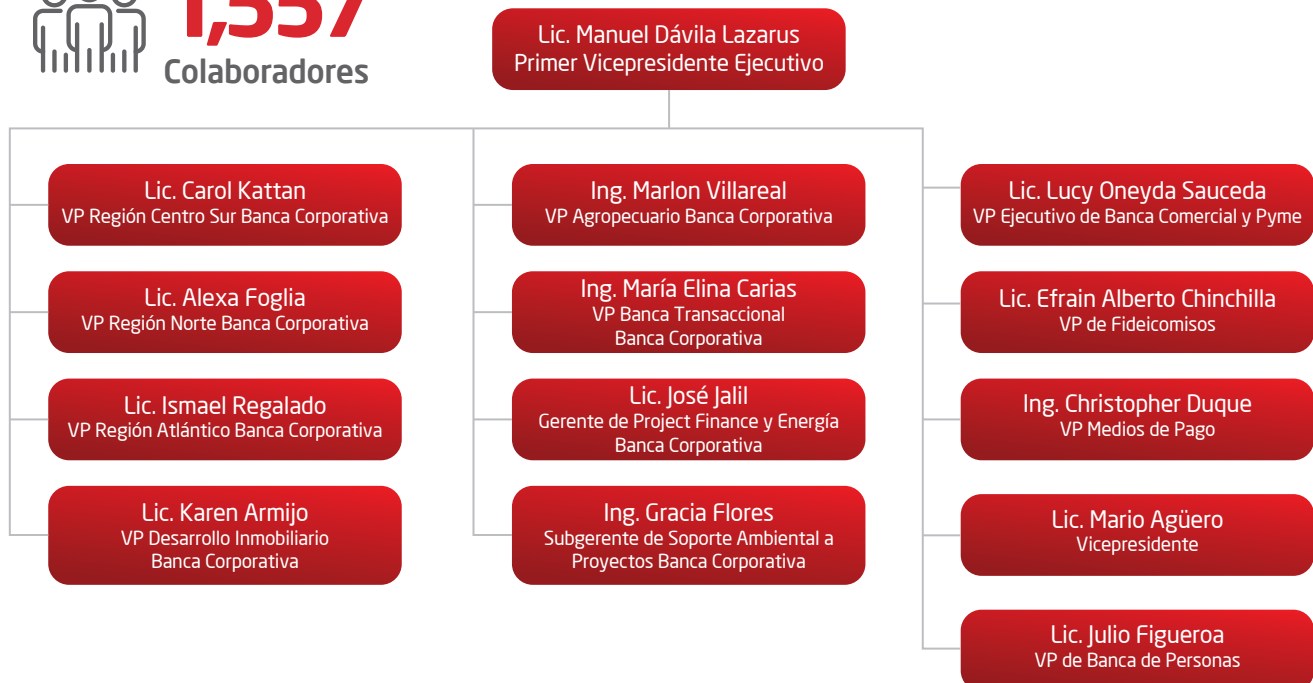 1,557
Colaboradores
Lic. Manuel Dávila Lazarus
Primer Vicepresidente Ejecutivo
Lic. Carol Kattan
VP Región Centro Sur Banca Corporativa
Lic. Alexa Foglia
VP Región Norte Banca Corporativa
Lic. Ismael Regalado
VP Región Atlántico Banca Corporativa
Lic. Karen Armijo
VP Desarrollo Inmobiliario
Banca Corporativa
Ing. Marlon Villareal
VP Agropecuario Banca Corporativa
Ing. María Elina Carias
VP Banca Transaccional
Banca Corporativa
Lic. José Jalil
Gerente de Project Finance y Energía
Banca Corporativa
Ing. Gracia Flores
Subgerente de Soporte Ambiental a
Proyectos Banca Corporativa
Lic. Lucy Oneyda Sauceda
VP Ejecutivo de Banca Comercial y Pyme
Lic. Efrain Alberto Chinchilla
VP de Fideicomisos
Ing. Christopher Duque
VP Medios de Pago
Lic. Mario Agüero
Vicepresidente
Lic. Julio Figueroa
VP de Banca de Personas